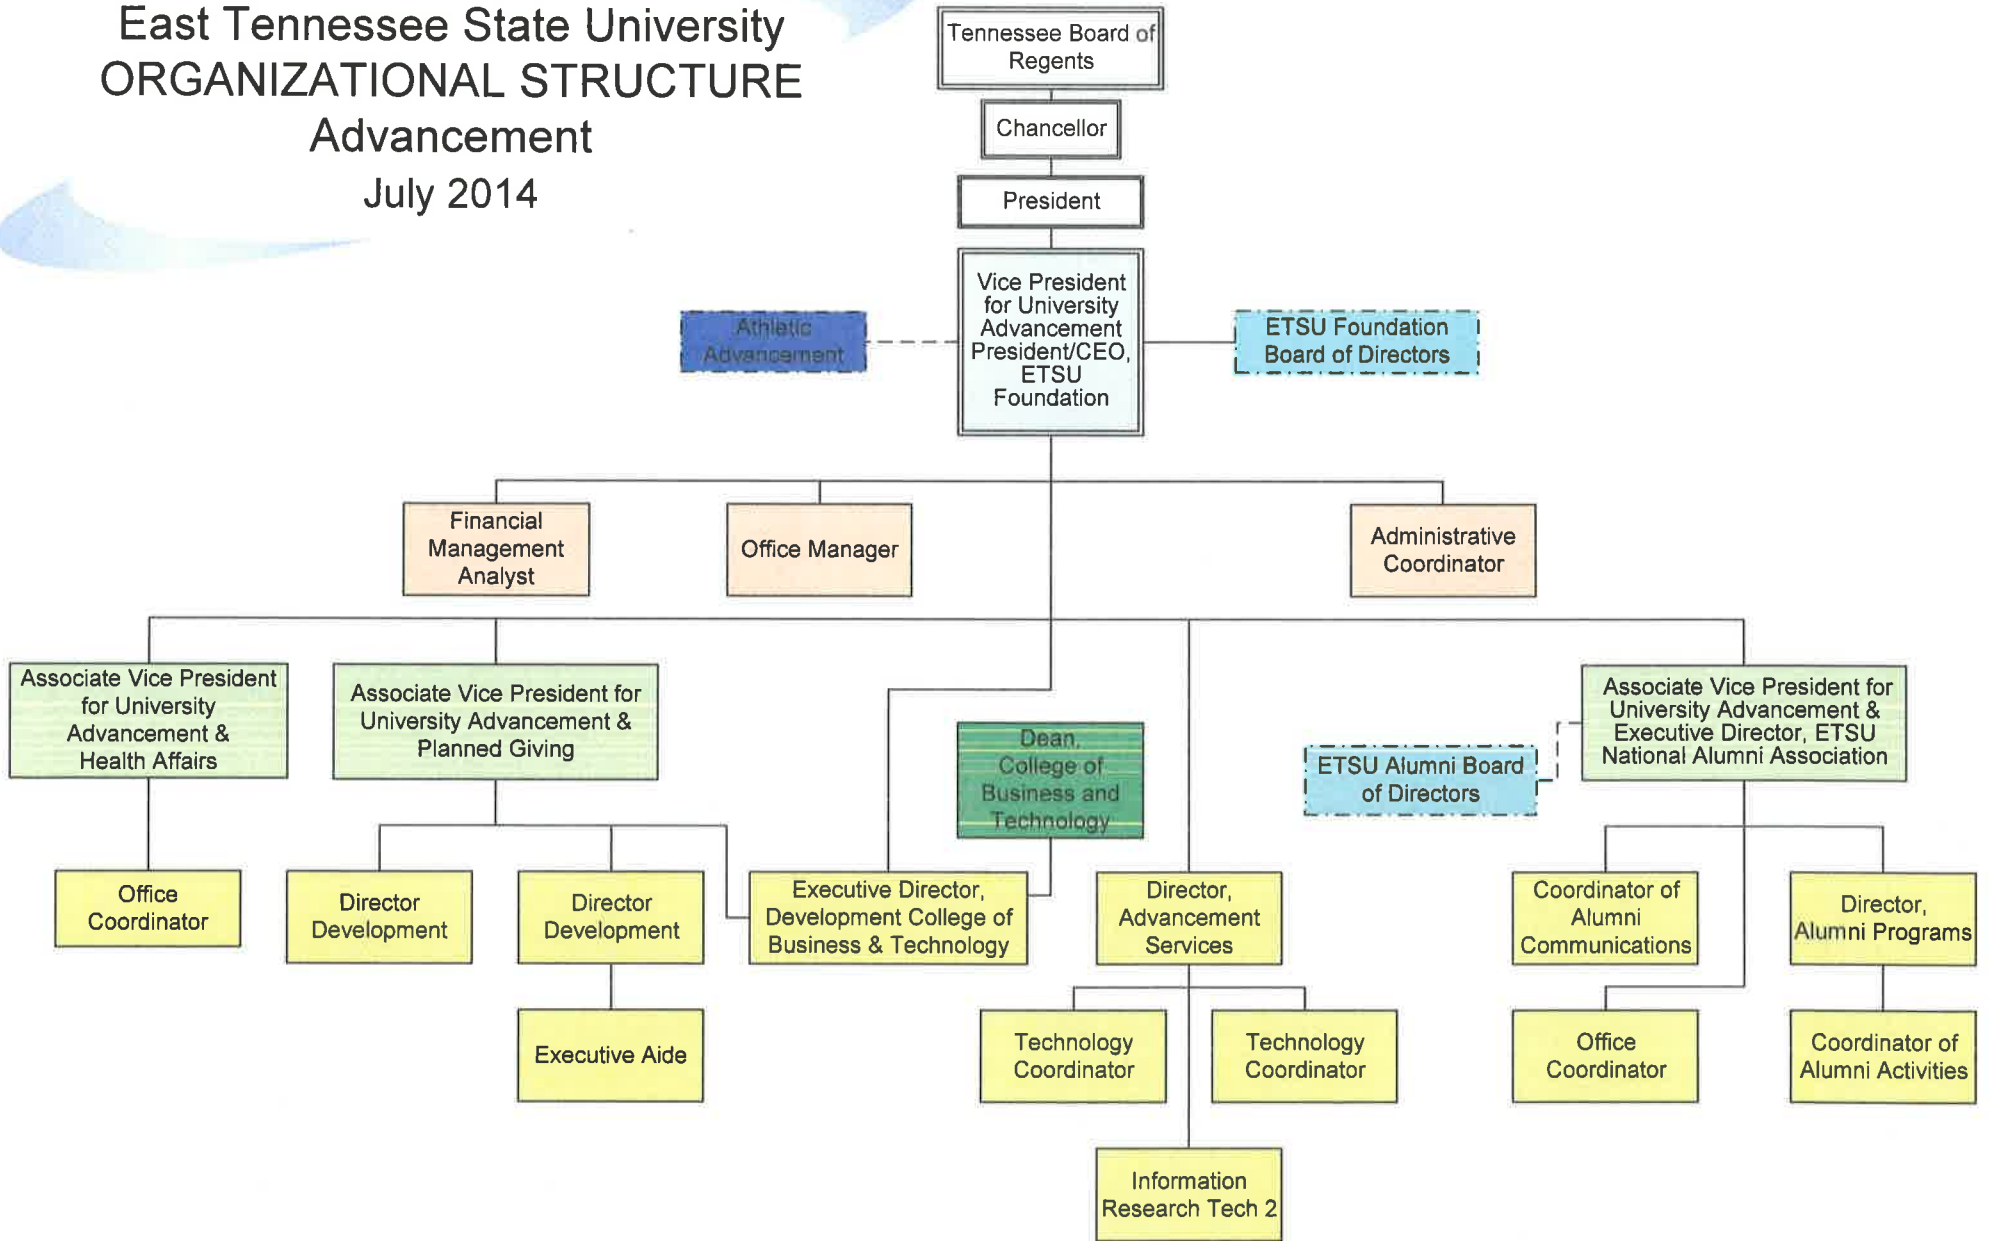 East Tennessee State University
ORGANIZATIONAL STRUCTURE
Advancement
July 2014
Tennessee Board of
Regents
Chancellor
President
Vice President
for University
Advancement
President/CEO,
ETSU
Foundation
Athletic
Advancement
ETSU Foundation
Board of Directors
Financial
Management
Analyst
Office Manager
Administrative
Coordinator
Associate Vice President
for University
Advancement &
Health Affairs
Associate Vice President for
University Advancement &
Planned Giving
Dean,
College of
Business and
Technology
ETSU Alumni Board
of Directors
Associate Vice President for
University Advancement &
Executive Director, ETSU
National Alumni Association
Office
Coordinator
Director
Development
Director
Development
Executive Director,
Development College of
Business & Technology
Director,
Advancement
Services
Coordinator of
Alumni
Communications
Director,
Alumni Programs
Executive Aide
Technology
Coordinator
Technology
Coordinator
Office
Coordinator
Coordinator of
Alumni Activities
Information
Research Tech 2